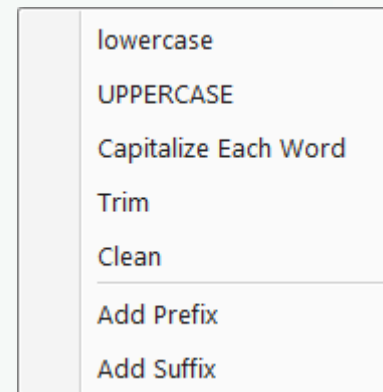 lowercase
UPPERCASE
Capitalize Each Word
Trim
Clean
Add Prefix
Add Suffix